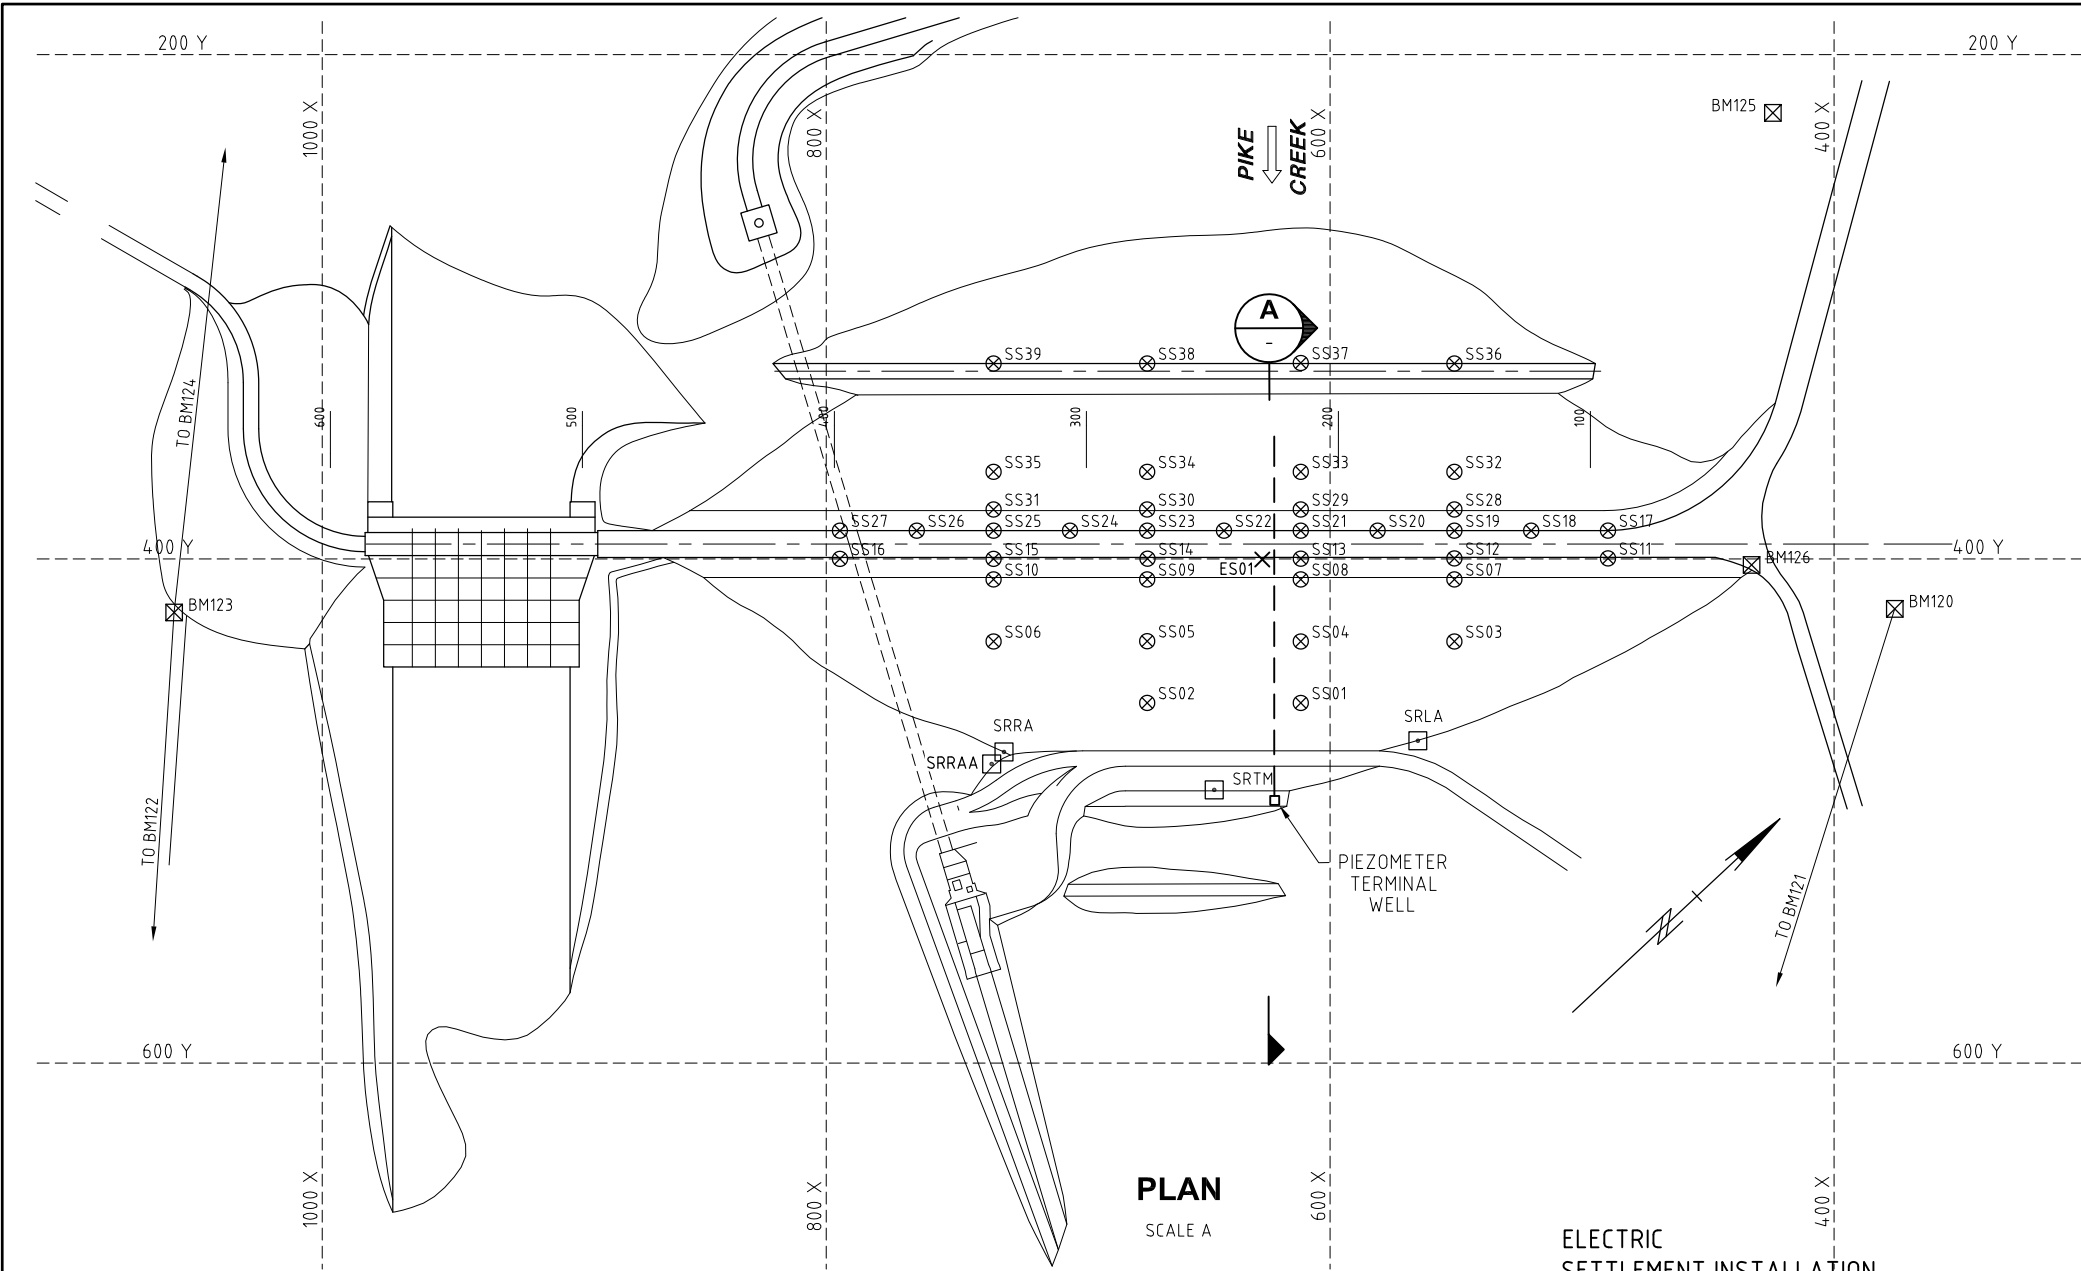 200 Y
200 Y
1000 X
800 X
PIKE
CREEK
600 X
BM125
400 X
A
-
SS39
SS38
SS37
SS36
TO BM124
600
500
400
300
200
100
SS35
SS34
SS33
SS32
SS31
SS30
SS29
SS28
SS27
SS26
SS25
SS24
SS23
SS22
SS21
SS20
SS19
SS18
SS17
400 Y
400 Y
SS16
SS15
SS14
SS13
SS12
SS11
BM126
ES01
SS10
SS09
SS08
SS07
BM123
BM120
SS06
SS05
SS04
SS03
SS02
SS01
SRRA
SRLA
SRRAA
SRTM
TO BM122
PIEZOMETER
TERMINAL
WELL
TO BM121
N
600 Y
600 Y
1000 X
800 X
PLAN
SCALE A
600 X
400 X
ELECTRIC
SETTLEMENT INSTALLATION